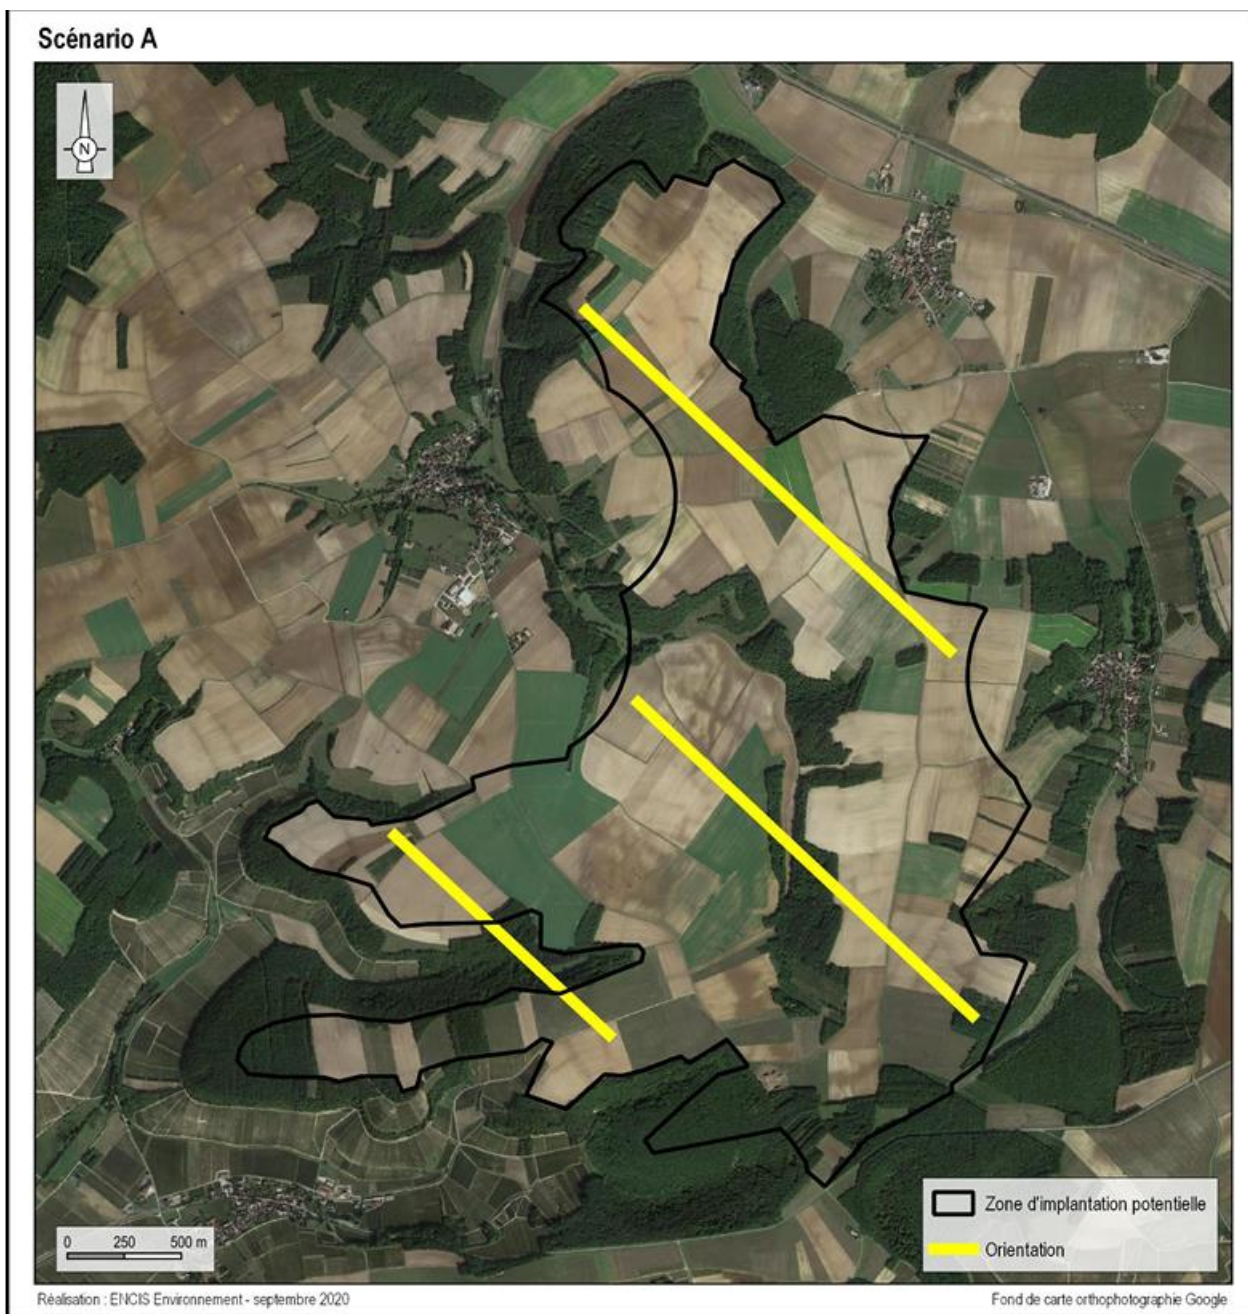 Scénario A
N
Zone d'implantation potentielle
Orientation
0 250 500 m
Réalisation : ENCIS Environnement - septembre 2020
Fond de carte orthophotographie Google